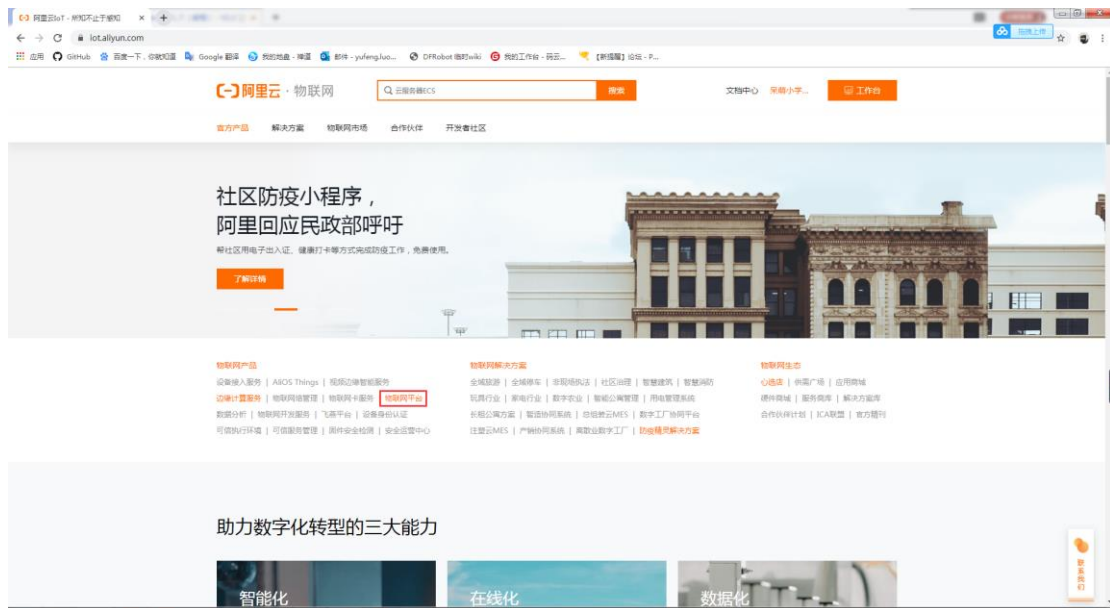 阿里云IoT - 所知不止于感知
iot.aliyun.com
拖拽上传
应用 GitHub 百度一下,你就知道 Google 翻译 我的地盘 - 禅道 邮件 - yufeng.luo... DFRobot 临时wiki 我的工作台 - 码云... 【新提醒】论坛 - P...
阿里云 · 物联网 云服务器ECS 搜索 文档中心 呆萌小学... 工作台
官方产品 解决方案 物联网市场 合作伙伴 开发者社区
社区防疫小程序,
阿里回应民政部呼吁
帮社区用电子出入证、健康打卡等方式完成防疫工作,免费使用。
了解详情
物联网产品 物联网解决方案 物联网生态
设备接入服务 | AliOS Things | 视频边缘智能服务 全域旅游 | 全域停车 | 非现场执法 | 社区治理 | 智慧建筑 | 智慧消防 心选店 | 供需广场 | 应用商城
边缘计算服务 | 物联网络管理 | 物联网卡服务 | 物联网平台 玩具行业 | 家电行业 | 数字农业 | 智能公寓管理 | 用电管理系统 硬件商城 | 服务商库 | 解决方案库
数据分析 | 物联网开发服务 | 飞燕平台 | 设备身份认证 长租公寓方案 | 智造协同系统 | MES | 数字工厂协同平台 合作伙伴计划 | ICA联盟 | 官方期刊
可信执行环境 | 可信服务管理 | 固件安全检测 | 安全运营中心 注塑云MES | 产销协同系统 | 离散业数字工厂 | 防疫精灵解决方案
助力数字化转型的三大能力
智能化 在线化 数据化
联系我们